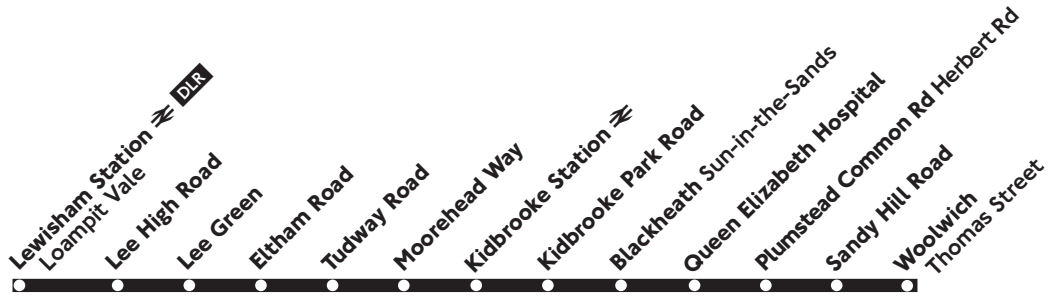 Lewisham Station DLR
Loampit Vale
Lee High Road
Lee Green
Eltham Road
Tudway Road
Moorehead Way
Kidbrooke Station
Kidbrooke Park Road
Blackheath Sun-in-the-Sands
Queen Elizabeth Hospital
Plumstead Common Rd Herbert Rd
Sandy Hill Road
Woolwich
Thomas Street